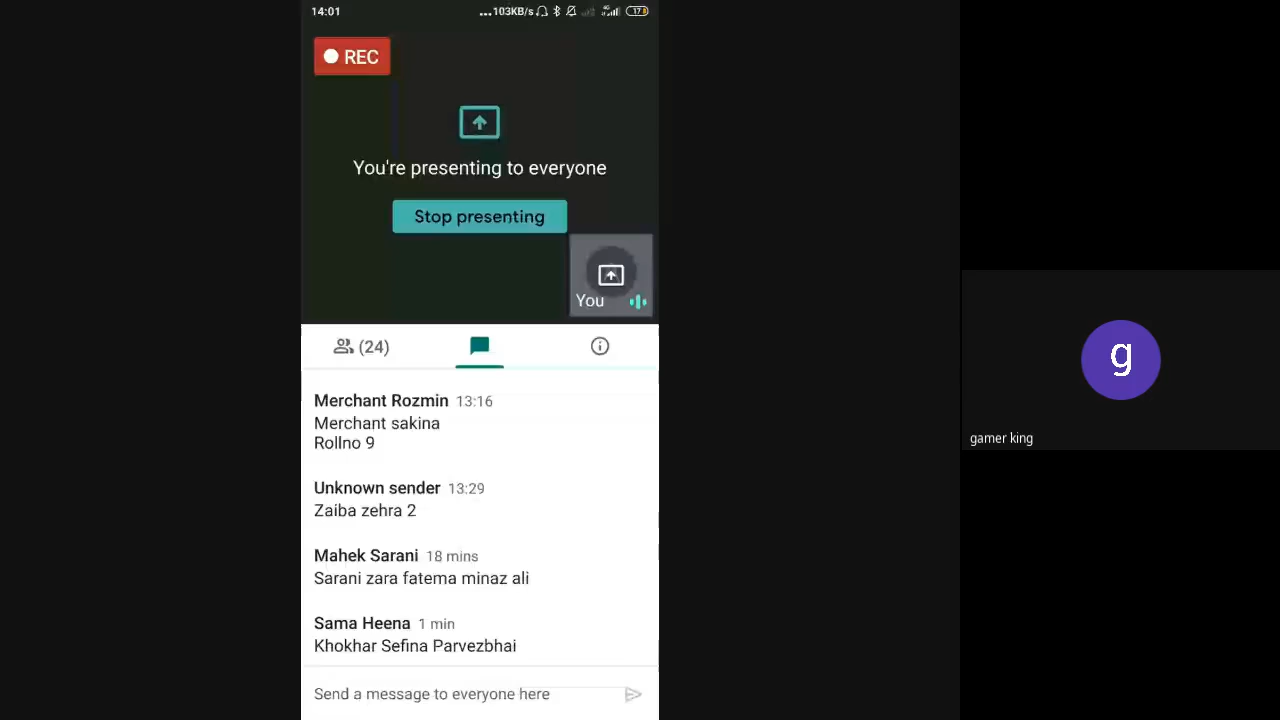 14:01
...103KB/s 4G 17
REC
You're presenting to everyone
Stop presenting
You
(24)
Merchant Rozmin 13:16
Merchant sakina
Rollno 9
Unknown sender 13:29
Zaiba zehra 2
Mahek Sarani 18 mins
Sarani zara fatema minaz ali
Sama Heena 1 min
Khokhar Sefina Parvezbhai
Send a message to everyone here
g
gamer king